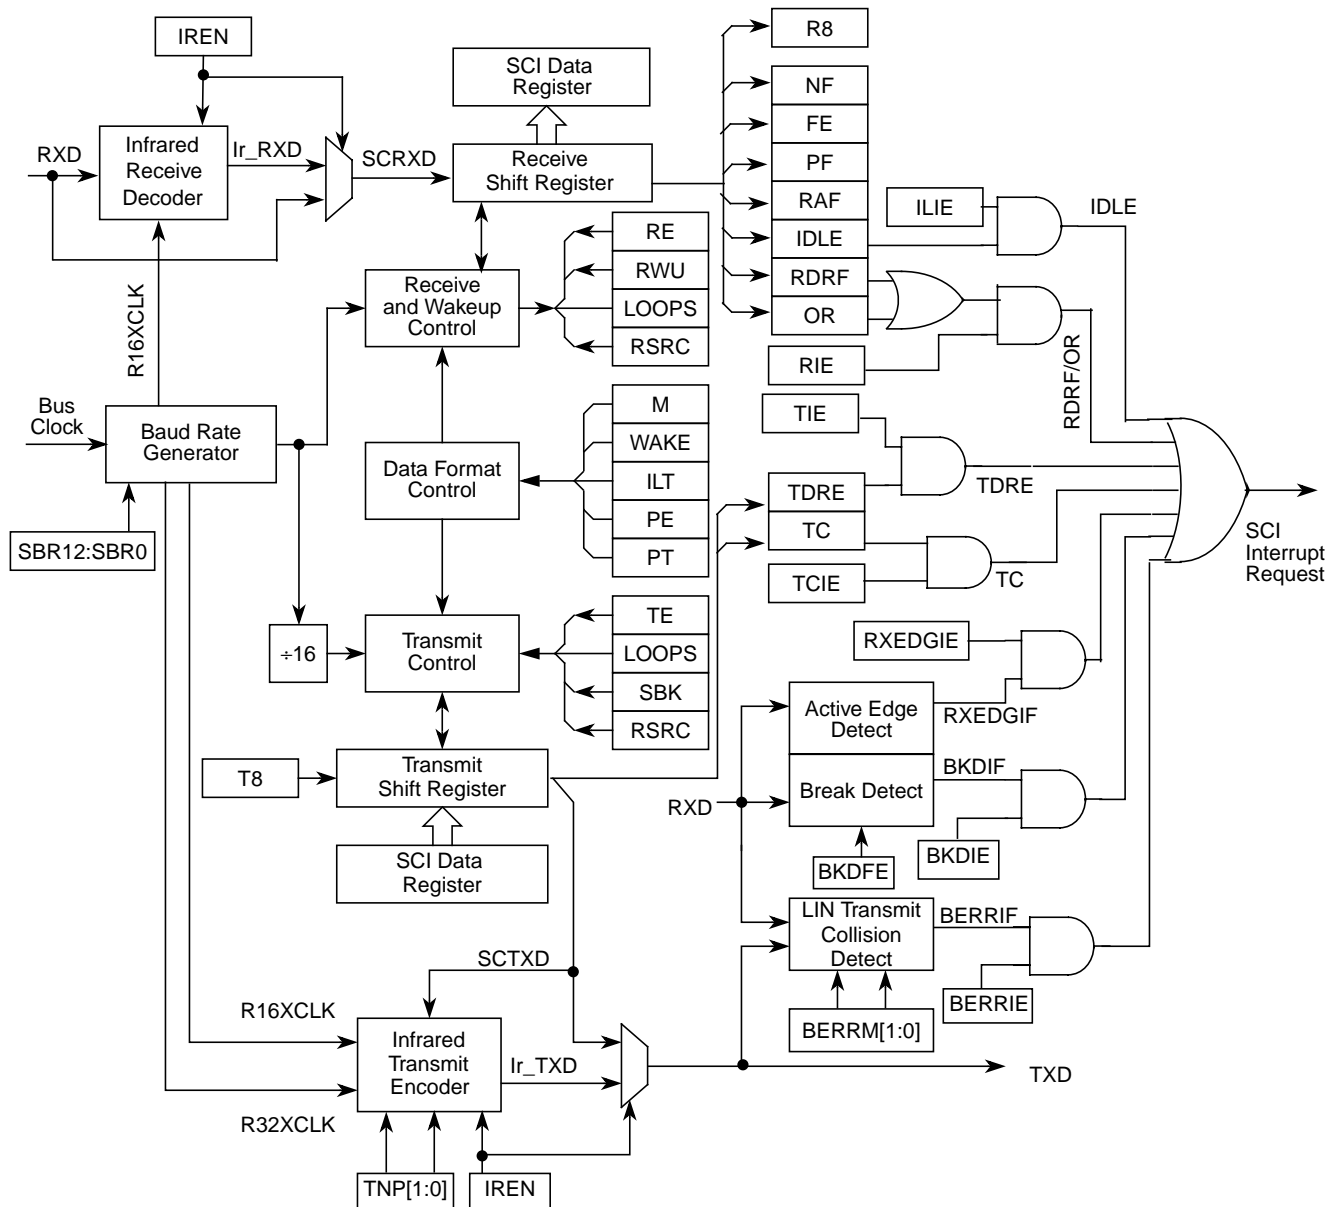 IREN
R8
SCI Data
Register
NF
FE
PF
RAF
IDLE
RDRF
OR
RXD
Infrared
Receive
Decoder
Ir_RXD
SCRXD
Receive
Shift Register
ILIE
IDLE
RE
RWU
LOOPS
RSRC
Receive
and Wakeup
Control
R16XCLK
RIE
RDRF/OR
Bus
Clock
Baud Rate
Generator
SBR12:SBR0
Data Format
Control
M
WAKE
ILT
PE
PT
TIE
TDRE
TC
TCIE
TDRE
TC
SCI
Interrupt
Request
÷16
Transmit
Control
TE
LOOPS
SBK
RSRC
RXEDGIE
Active Edge
Detect
RXEDGIF
Break Detect
BKDIF
RXD
BKDIE
BKDFE
T8
Transmit
Shift Register
SCI Data
Register
LIN Transmit
Collision
Detect
BERRIF
BERRIE
BERRM[1:0]
SCTXD
R16XCLK
Infrared
Transmit
Encoder
Ir_TXD
R32XCLK
TXD
TNP[1:0]
IREN